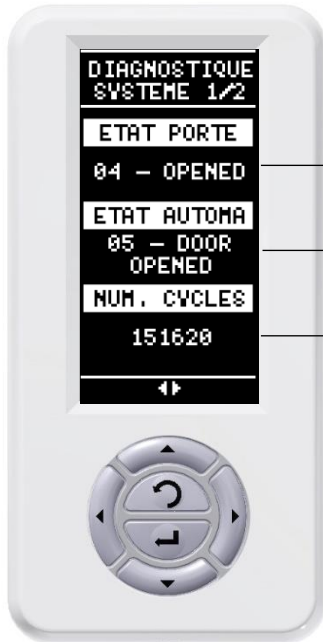 DIAGNOSTIQUE
SYSTEME 1/2
ETAT PORTE
04 – OPENED
ETAT AUTOMA
05 – DOOR
OPENED
NUM. CYCLES
151620